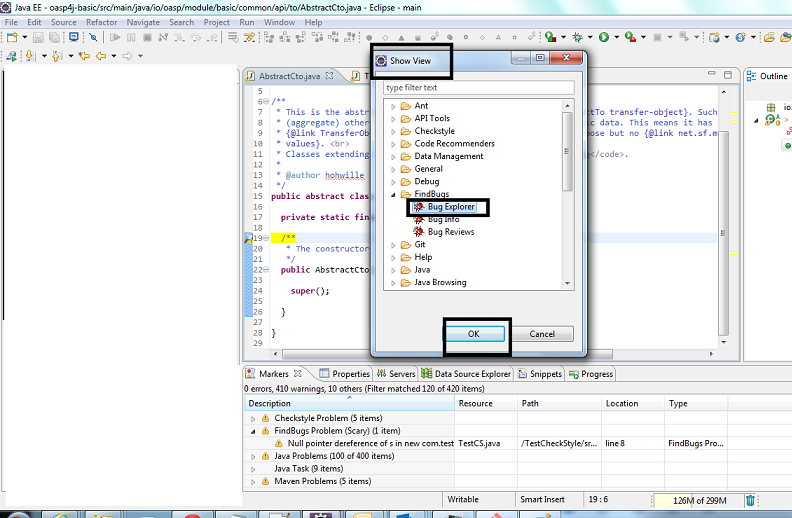 Java EE - oasp4j-basic/src/main/java/io/oasp/module/basic/common/api/to/AbstractCto.java - Eclipse - main
File Edit Source Refactor Navigate Search Project Run Window Help
AbstractCto.java
Outline
Show View
type filter text
Ant
API Tools
Checkstyle
Code Recommenders
Data Management
General
Debug
FindBugs
Bug Explorer
Bug Info
Bug Reviews
Git
Help
Java
Java Browsing
OK Cancel
5
6 /**
7 * This is the abstrac
ctTo transfer-object}. Such
8 * (aggregate) other
c data. This means it has
9 * {@link TransferOb
ose but no {@link net.sf.m
10 * values}. <br>
11 * Classes extending
</code>.
12 *
13 * @author hohwille
14 */
15 public abstract clas
16
17 private static fin
18
19 /**
20 * The constructor
21 */
22 public AbstractCto
23
24 super();
25
26 }
27
28 }
29
io.
Markers Properties Servers Data Source Explorer Snippets Progress
0 errors, 410 warnings, 10 others (Filter matched 120 of 420 items)
Description Resource Path Location Type
Checkstyle Problem (5 items)
FindBugs Problem (Scary) (1 item)
Null pointer dereference of s in new com.test TestCS.java /TestCheckStyle/sr... line 8 FindBugs Pro...
Java Problems (100 of 400 items)
Java Task (9 items)
Maven Problems (5 items)
Writable Smart Insert 19 : 6 126M of 299M